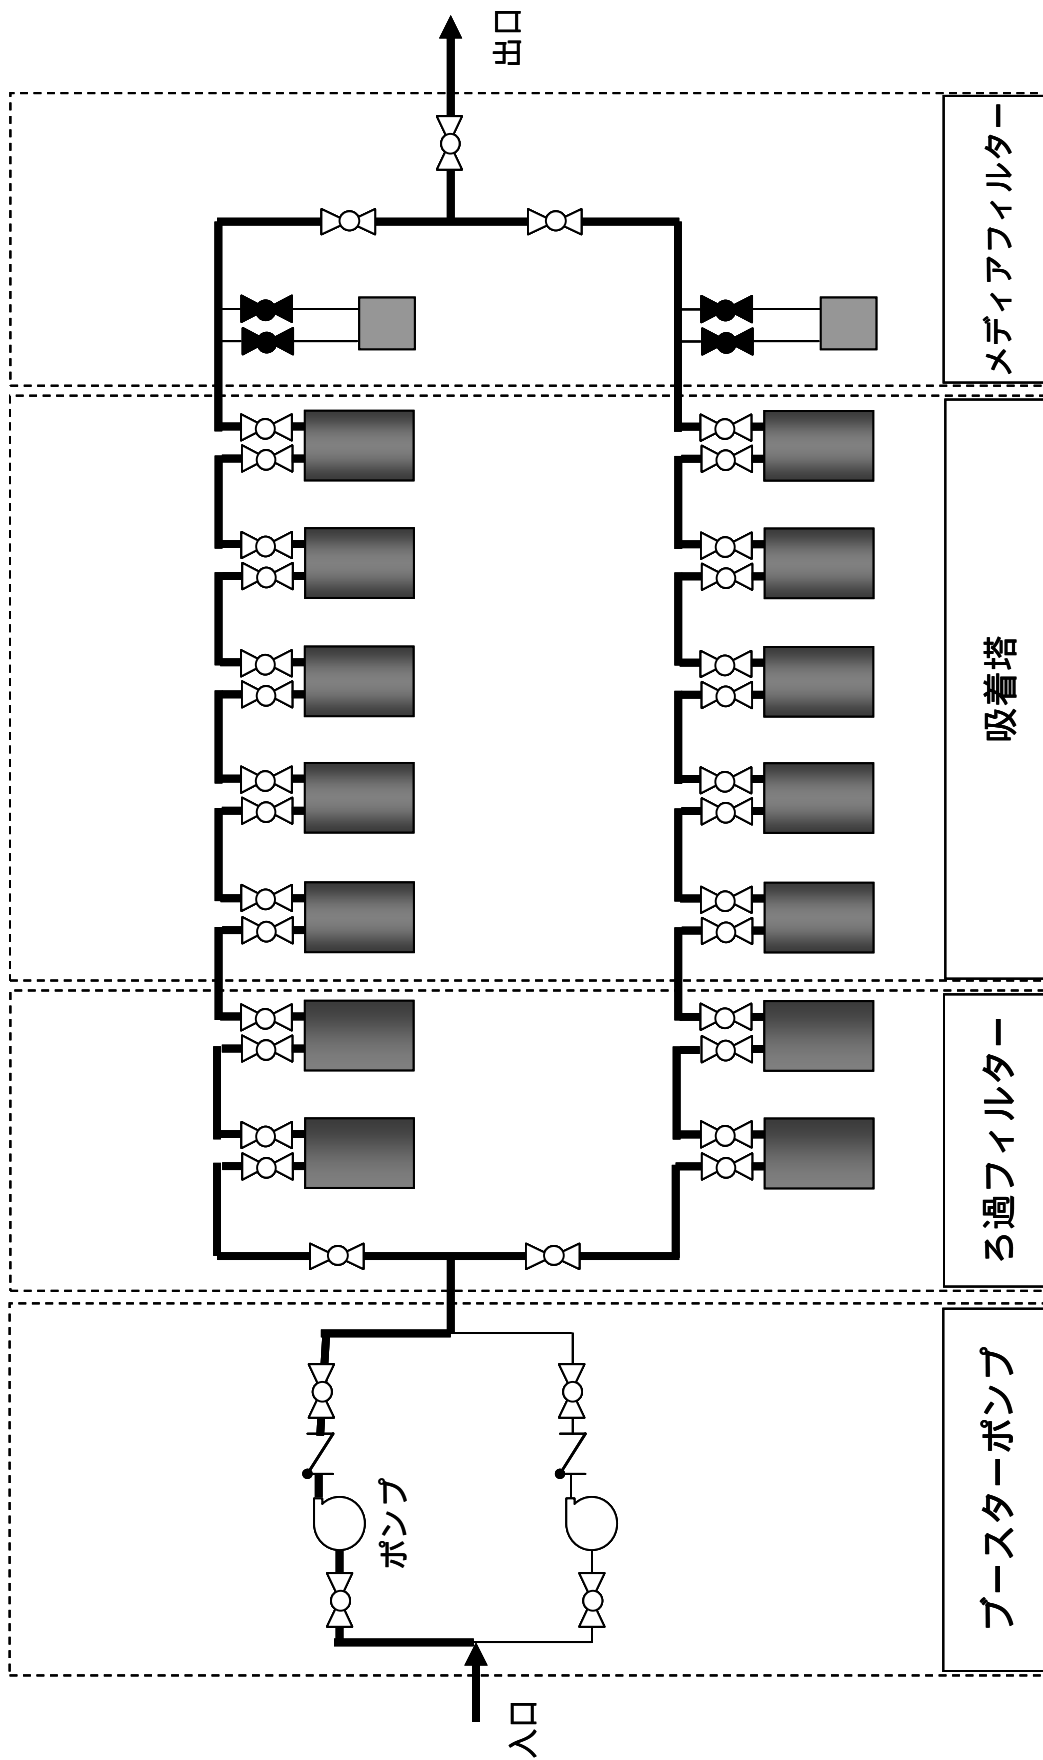 入口
ポンプ
出口
ブースターポンプ
ろ過フィルター
吸着塔
メディアフィルター